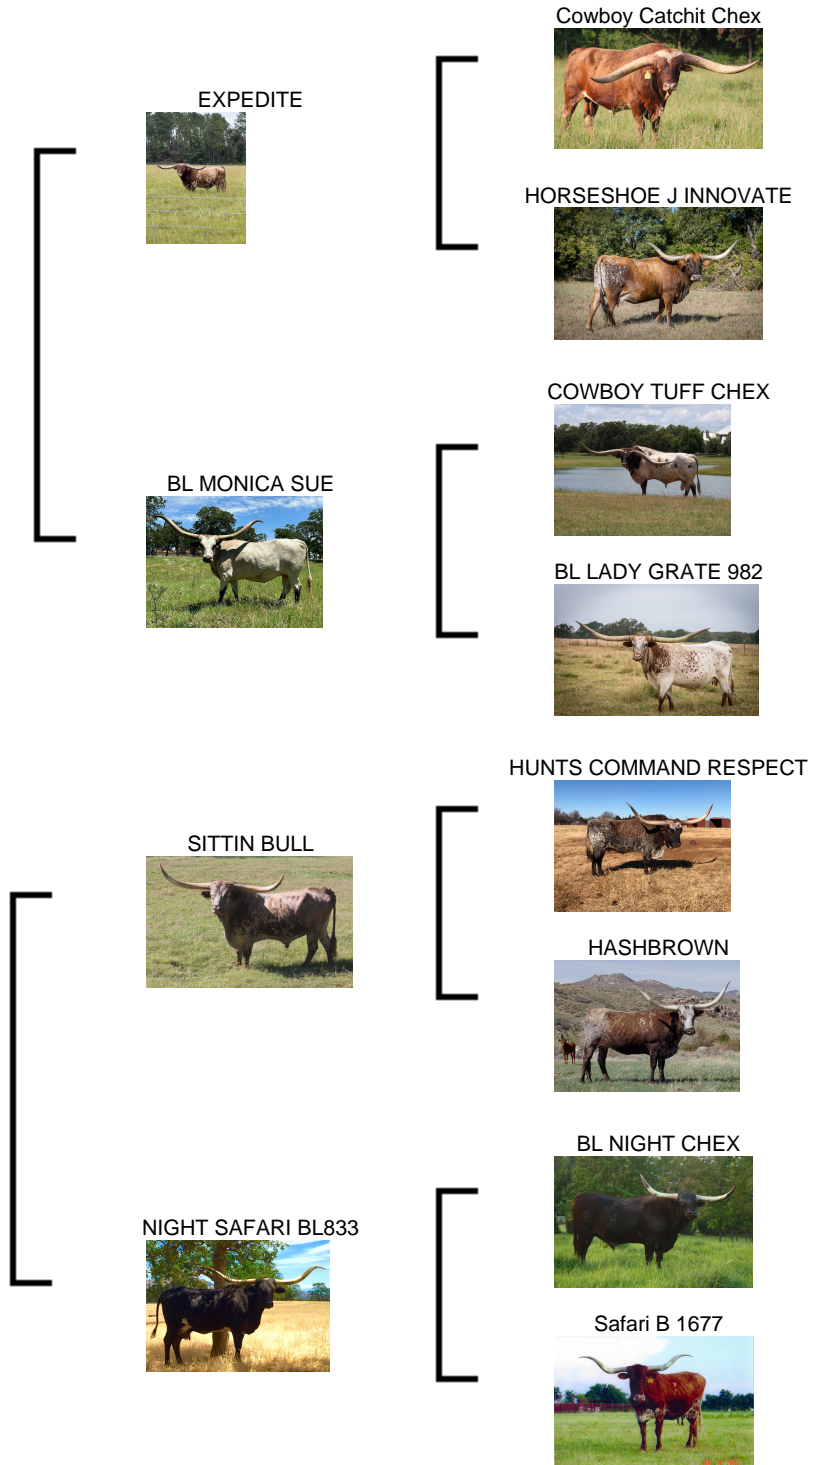 Cowboy Catchit Chex
EXPEDITE
HORSESHOE J INNOVATE
COWBOY TUFF CHEX
BL MONICA SUE
BL LADY GRATE 982
HUNTS COMMAND RESPECT
SITTIN BULL
HASHBROWN
BL NIGHT CHEX
NIGHT SAFARI BL833
Safari B 1677